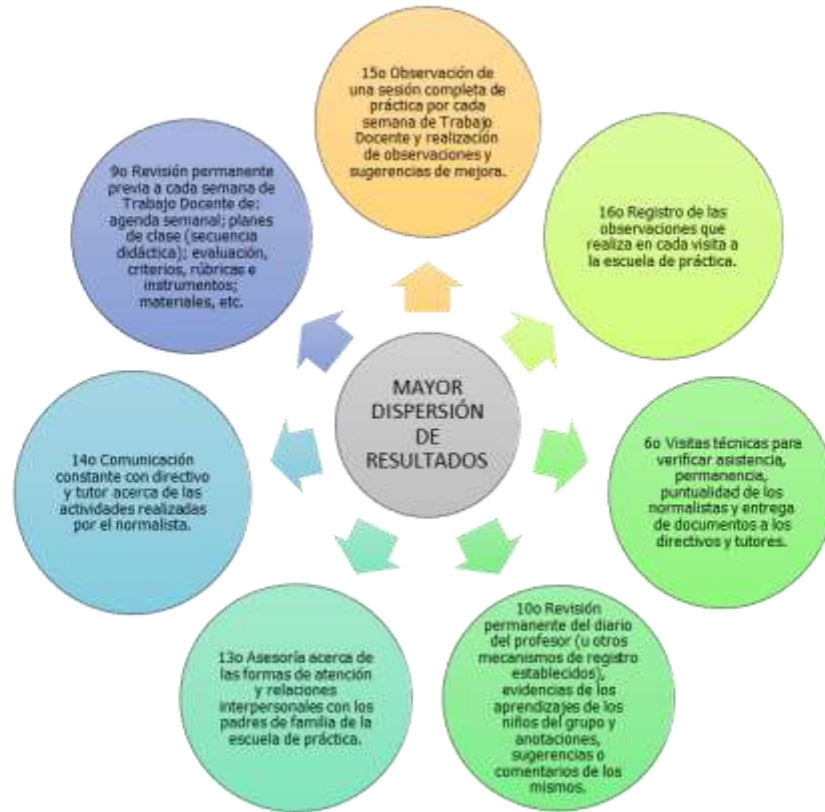 15o Observación de
una sesión completa de
práctica por cada
semana de Trabajo
Docente y realización
de observaciones y
sugerencias de mejora.
16o Registro de las
observaciones que
realiza en cada visita a
la escuela de práctica.
6o Visitas técnicas para
verificar asistencia,
permanencia,
puntualidad de los
normalistas y entrega
de documentos a los
directivos y tutores.
10o Revisión
permanente del diario
del profesor (u otros
mecanismos de registro
establecidos),
evidencias de los
aprendizajes de los
niños del grupo y
anotaciones,
sugerencias o
comentarios de los
mismos.
13o Asesoría acerca de
las formas de atención
y relaciones
interpersonales con los
padres de familia de la
escuela de práctica.
14o Comunicación
constante con directivo
y tutor acerca de las
actividades realizadas
por el normalista.
9o Revisión permanente
previa a cada semana de
Trabajo Docente de:
agenda semanal; planes
de clase (secuencia
didáctica); evaluación,
criterios, rúbricas e
instrumentos;
materiales, etc.
MAYOR
DISPERSIÓN
DE
RESULTADOS